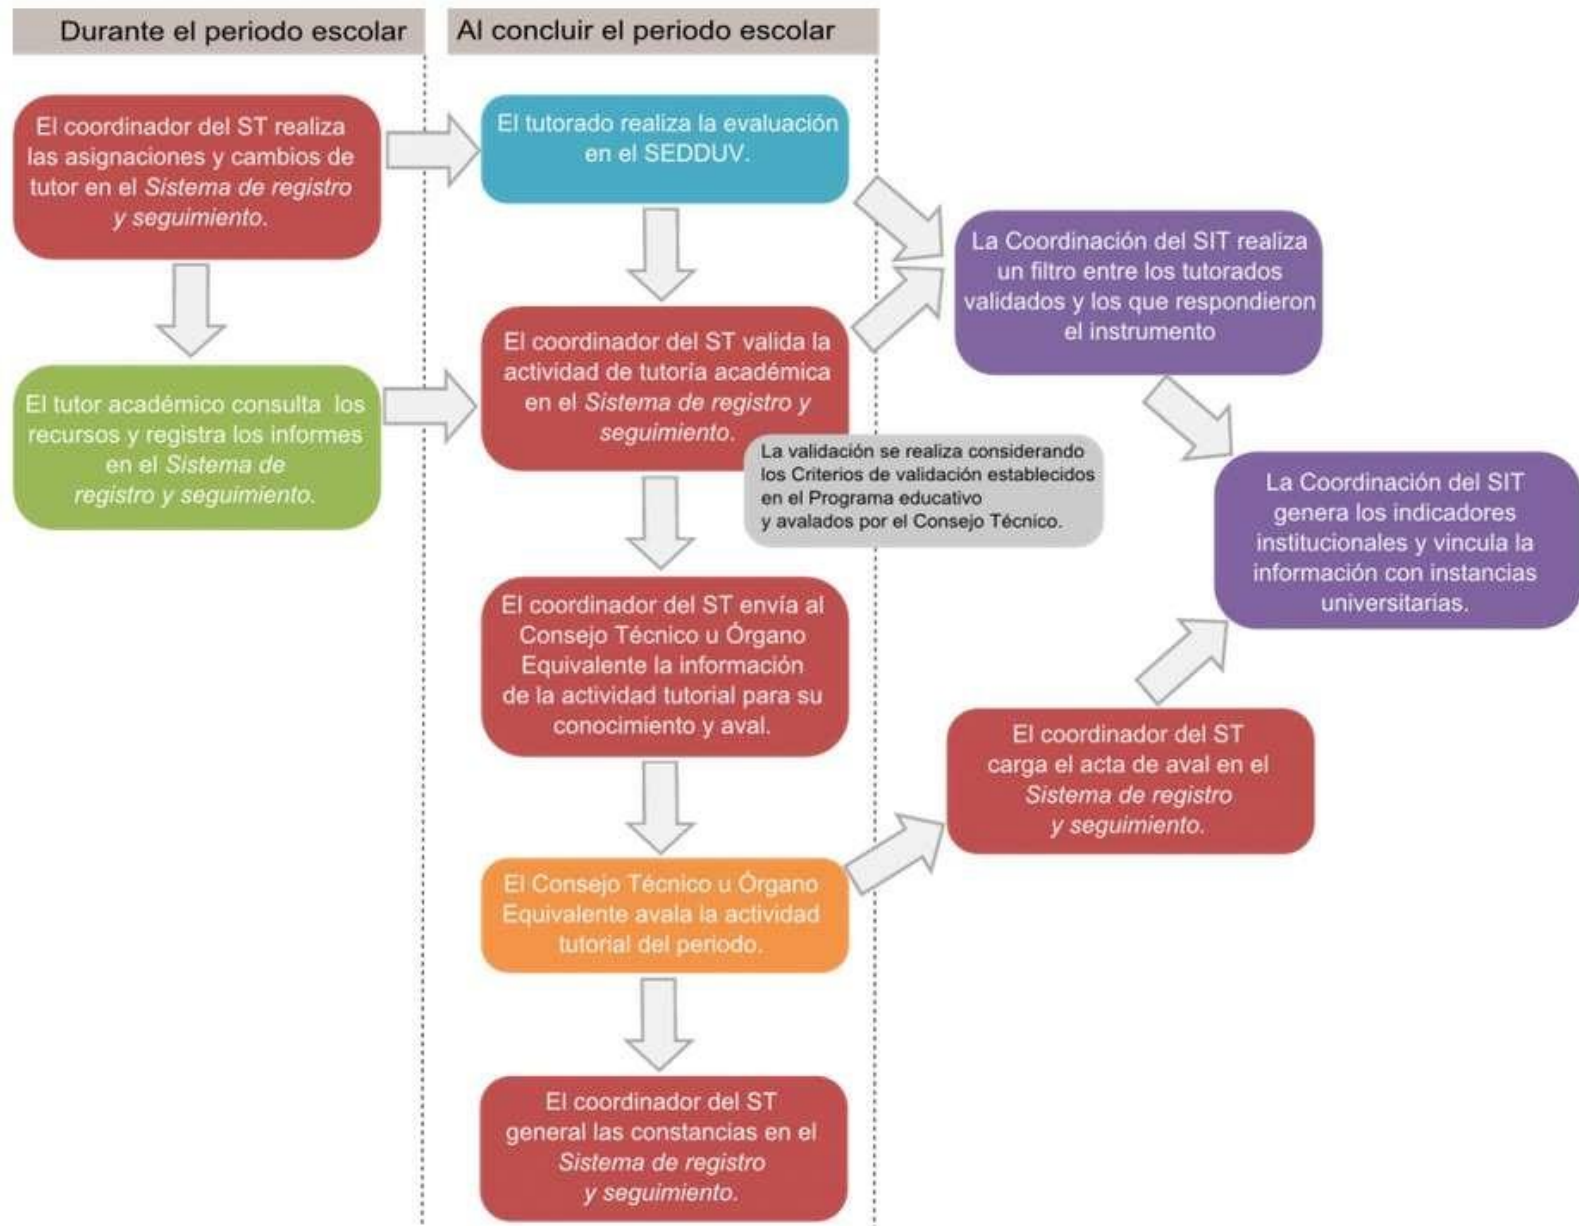 Durante el periodo escolar
Al concluir el periodo escolar
El coordinador del ST realiza
las asignaciones y cambios de
tutor en el Sistema de registro
y seguimiento.
El tutor académico consulta los
recursos y registra los informes
en el Sistema de
registro y seguimiento.
El tutorado realiza la evaluación
en el SEDDUV.
El coordinador del ST valida la
actividad de tutoría académica
en el Sistema de registro y
seguimiento.
La validación se realiza considerando
los Criterios de validación establecidos
en el Programa educativo
y avalados por el Consejo Técnico.
El coordinador del ST envía al
Consejo Técnico u Órgano
Equivalente la información
de la actividad tutorial para su
conocimiento y aval.
El Consejo Técnico u Órgano
Equivalente avala la actividad
tutorial del periodo.
El coordinador del ST
general las constancias en el
Sistema de registro
y seguimiento.
La Coordinación del SIT realiza
un filtro entre los tutorados
validados y los que respondieron
el instrumento
La Coordinación del SIT
genera los indicadores
institucionales y vincula la
información con instancias
universitarias.
El coordinador del ST
carga el acta de aval en el
Sistema de registro
y seguimiento.